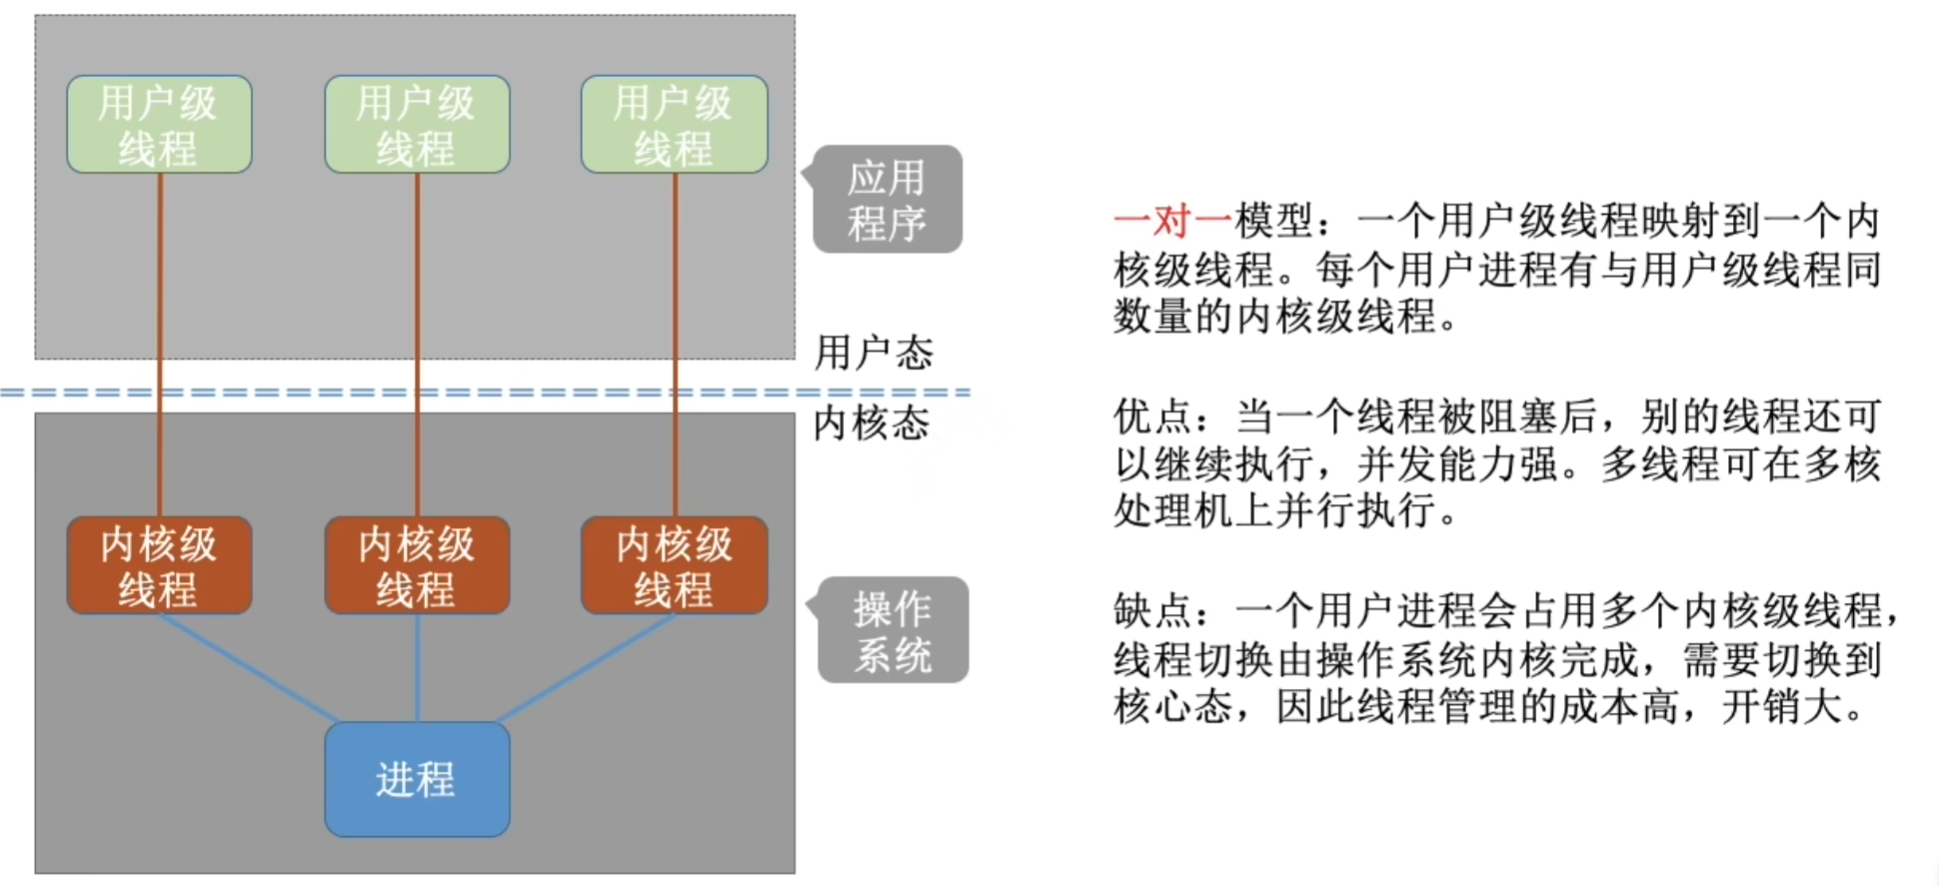 用户级
线程
用户级
线程
用户级
线程
应用
程序
用户态
内核态
内核级
线程
内核级
线程
内核级
线程
操作
系统
进程
一对一模型：一个用户级线程映射到一个内
核级线程。每个用户进程有与用户级线程同
数量的内核级线程。
优点：当一个线程被阻塞后，别的线程还可
以继续执行，并发能力强。多线程可在多核
处理机上并行执行。
缺点：一个用户进程会占用多个内核级线程，
线程切换由操作系统内核完成，需要切换到
核心态，因此线程管理的成本高，开销大。